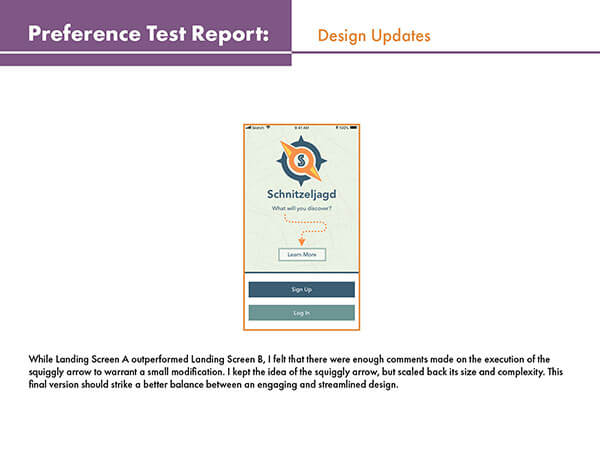 Preference Test Report:
Design Updates
Search
9:41 AM
100%
S
Schnitzeljagd
What will you discover?
Learn More
Sign Up
Log In
While Landing Screen A outperformed Landing Screen B, I felt that there were enough comments made on the execution of the
squiggly arrow to warrant a small modification. I kept the idea of the squiggly arrow, but scaled back its size and complexity. This
final version should strike a better balance between an engaging and streamlined design.